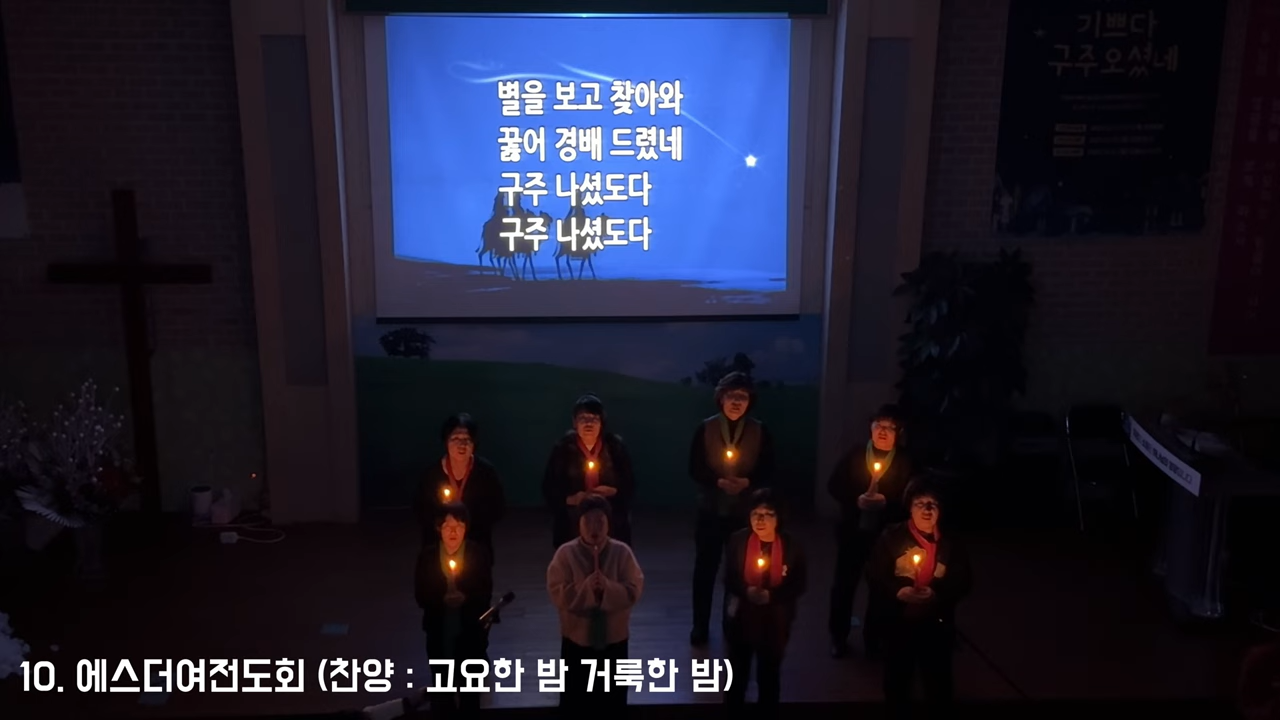 별을 보고 찾아와
꿇어 경배 드렸네
구주 나셨도다
구주 나셨도다
기쁘다
구주오셨네
10. 에스더여전도회 (찬양 : 고요한 밤 거룩한 밤)